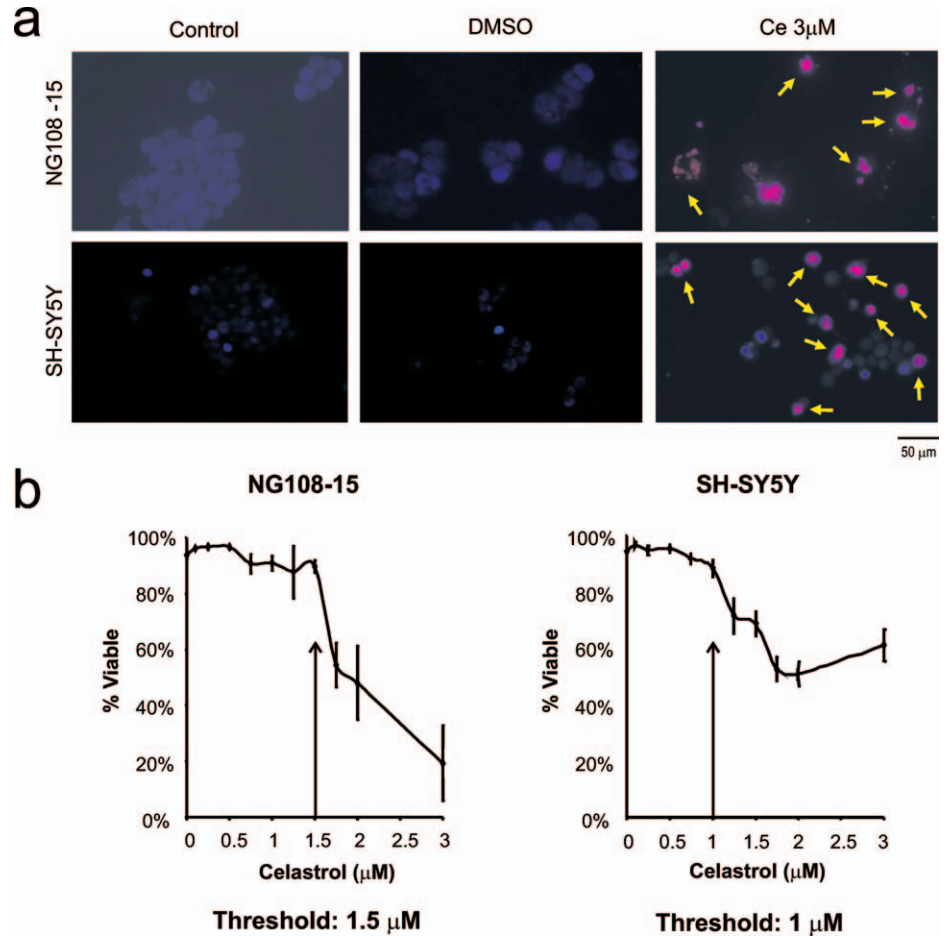 a
Control DMSO Ce 3μM
NG108 -15
SH-SY5Y
50 μm
b
NG108-15 SH-SY5Y
100% 100%
80% 80%
60% 60%
40% 40%
20% 20%
0% 0%
% Viable % Viable
0 0.5 1 1.5 2 2.5 3 0 0.5 1 1.5 2 2.5 3
Celastrol (μM) Celastrol (μM)
Threshold: 1.5 μM Threshold: 1 μM